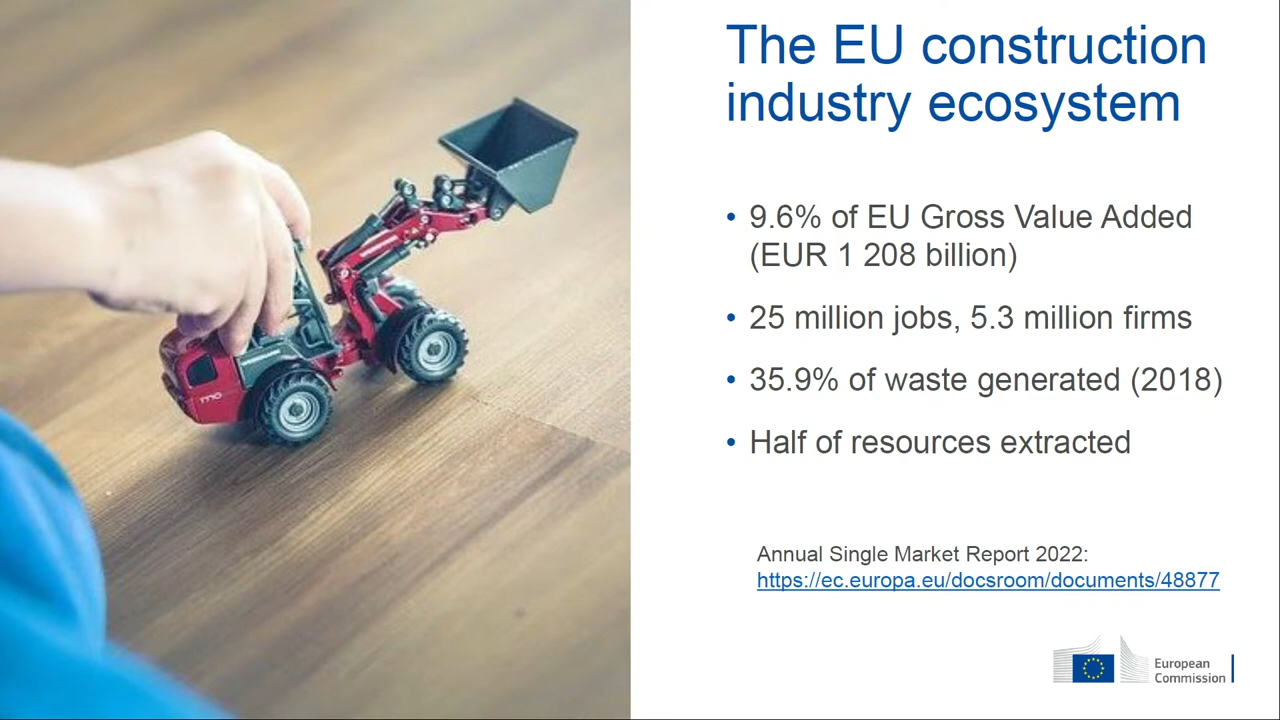 The EU construction
industry ecosystem
• 9.6% of EU Gross Value Added
(EUR 1 208 billion)
• 25 million jobs, 5.3 million firms
• 35.9% of waste generated (2018)
• Half of resources extracted
Annual Single Market Report 2022:
https://ec.europa.eu/docsroom/documents/48877
European
Commission